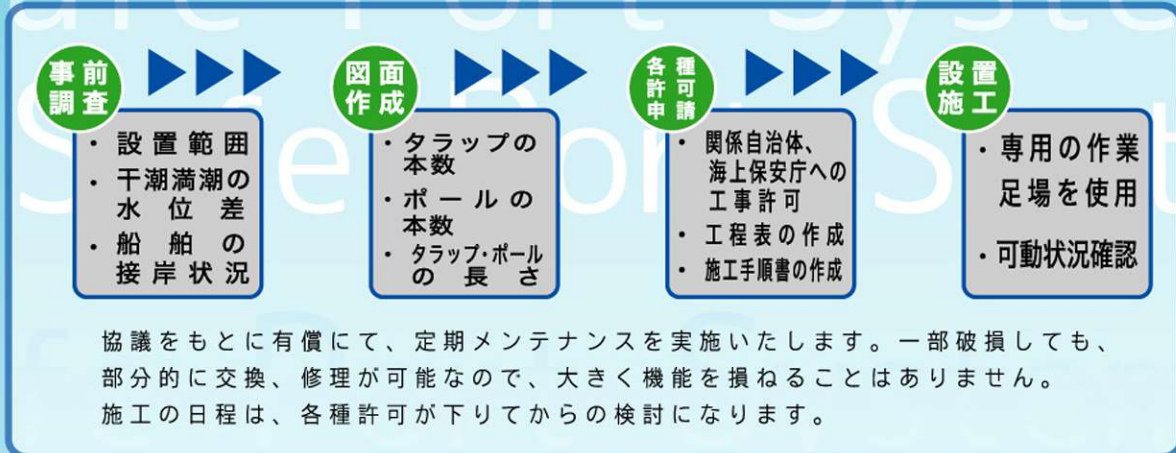 事前
調査
・設置範囲
・干潮満潮の
水位差
・船舶の
接岸状況
図面
作成
・タラップの
本数
・ポールの
本数
・タラップ・ポール
の長さ
各種
許可
申請
・関係自治体、
海上保安庁への
工事許可
・工程表の作成
・施工手順書の作成
設置
施工
・専用の作業
足場を使用
・可動状況確認
協議をもとに有償にて、定期メンテナンスを実施いたします。一部破損しても、
部分的に交換、修理が可能なので、大きく機能を損ねることはありません。
施工の日程は、各種許可が下りてからの検討になります。